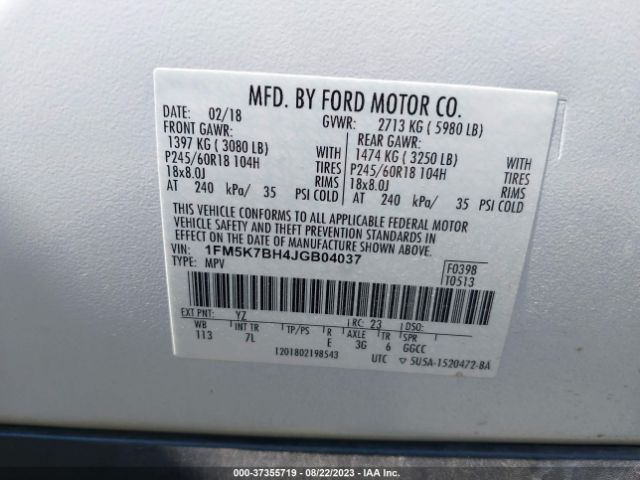 MFD. BY FORD MOTOR CO.
DATE: 02/18 GVWR: 2713 KG ( 5980 LB)
FRONT GAWR: REAR GAWR:
1397 KG ( 3080 LB) WITH 1474 KG ( 3250 LB) WITH
P245/60R18 104H TIRES P245/60R18 104H TIRES
18x8.0J RIMS 18x8.0J RIMS
AT 240 kPa/ 35 PSI COLD AT 240 kPa/ 35 PSI COLD
THIS VEHICLE CONFORMS TO ALL APPLICABLE FEDERAL MOTOR
VEHICLE SAFETY AND THEFT PREVENTION STANDARDS IN
EFFECT ON THE DATE OF MANUFACTURE SHOWN ABOVE.
VIN: 1FM5K7BH4JGB04037
TYPE: MPV
F0398
T0513
EXT PNT: YZ RC: 23 DSO:
WB INT TR TP/PS R AXLE TR SPR
113 7L E 3G 6 GGCC
1201802198543 UTC ▽ 5U5A-1520472-BA
000-37355719 - 08/22/2023 - IAA Inc.